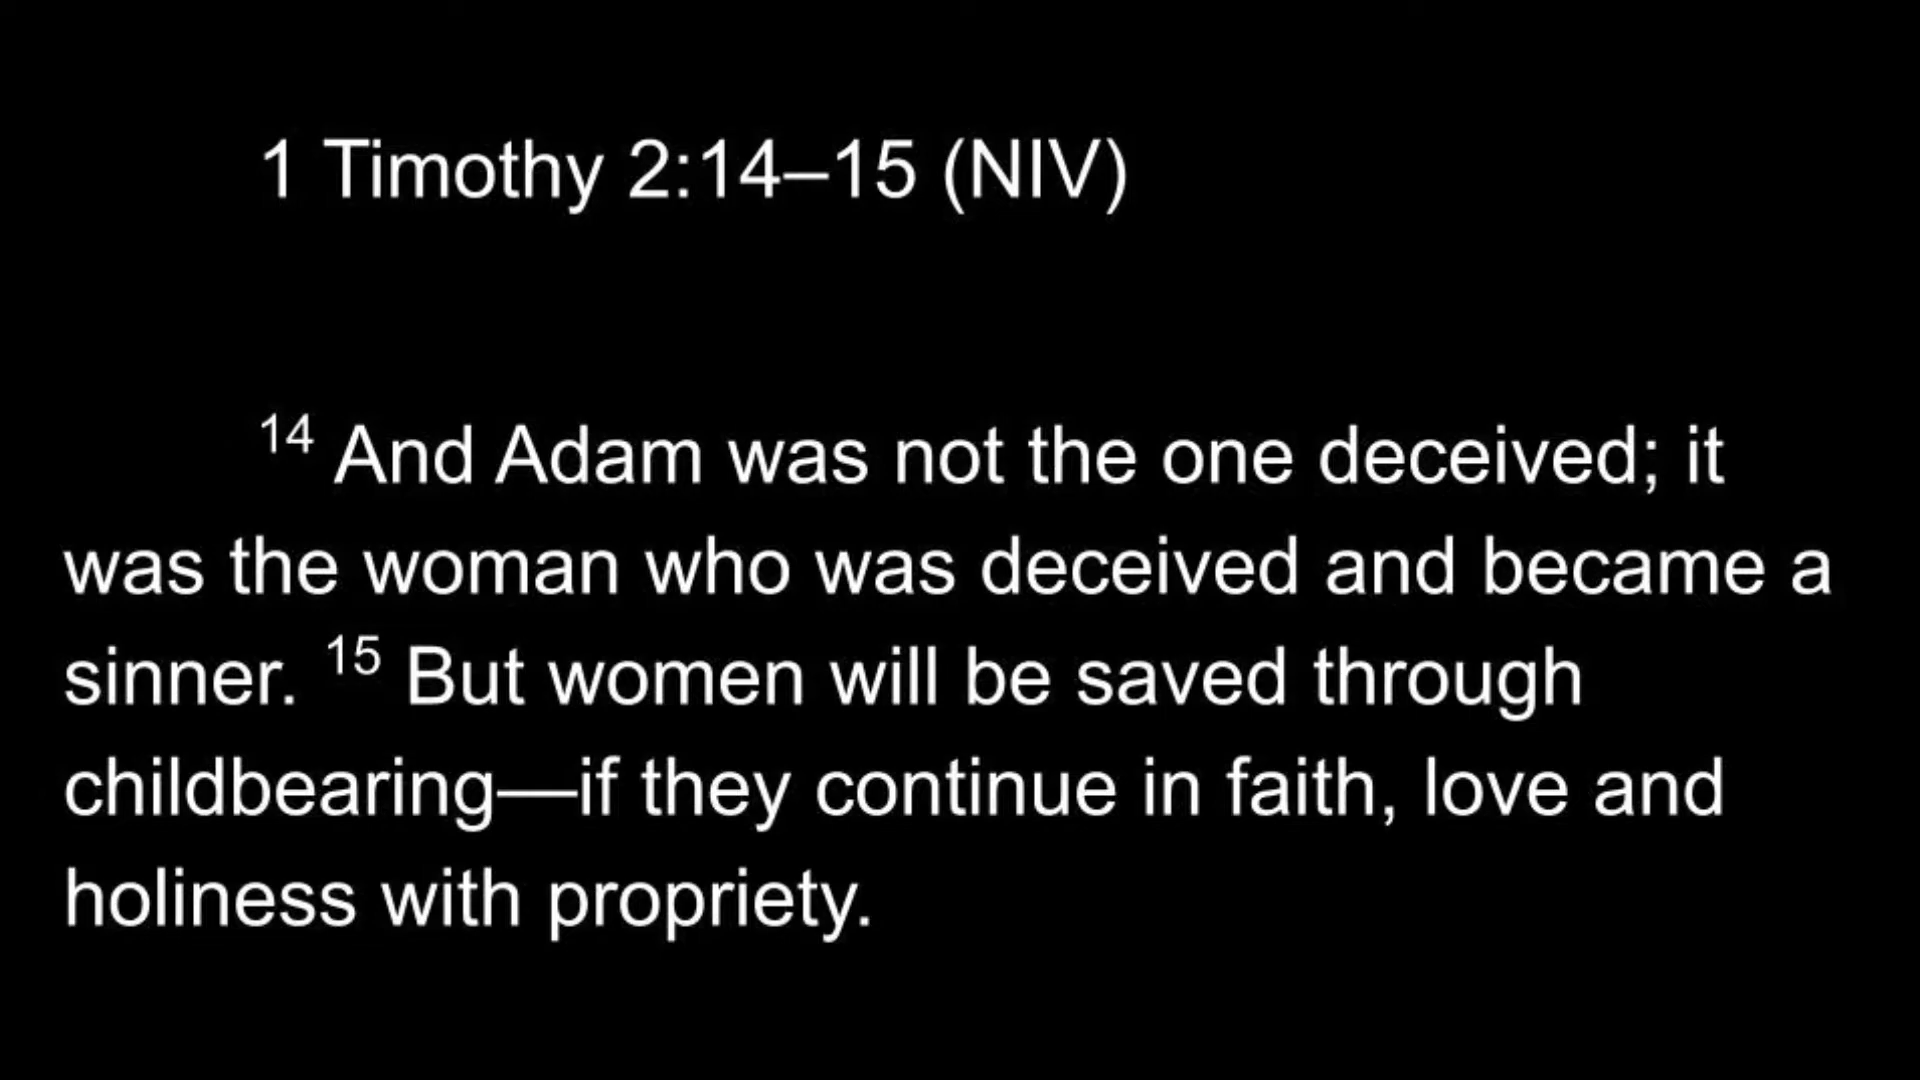 1 Timothy 2:14–15 (NIV)
14 And Adam was not the one deceived; it
was the woman who was deceived and became a
sinner. 15 But women will be saved through
childbearing—if they continue in faith, love and
holiness with propriety.